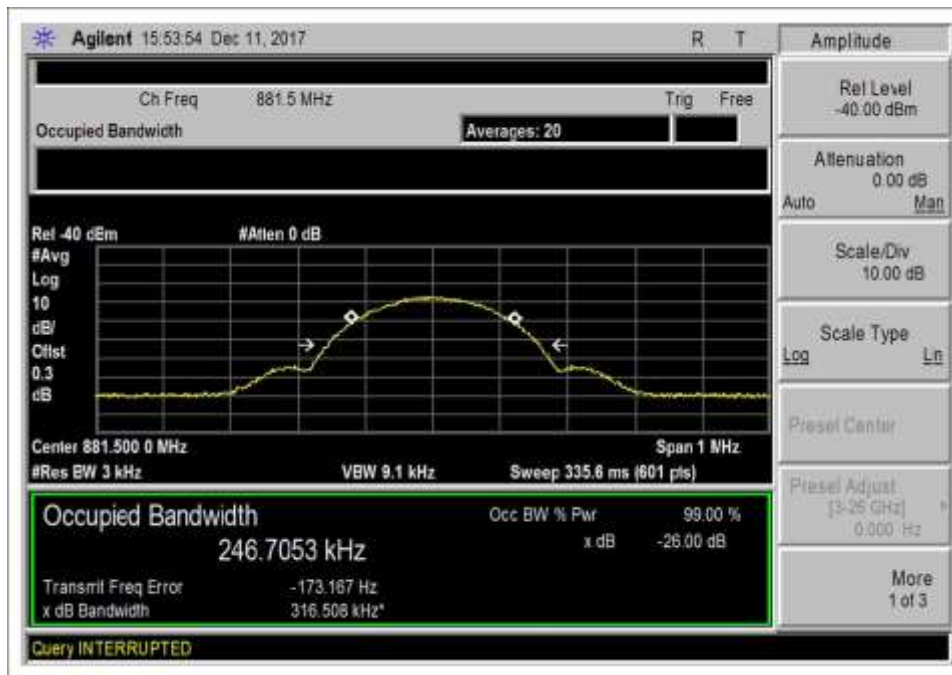 Agilent 15:53:54 Dec 11, 2017 R T
Amplitude
Ch Freq 881.5 MHz Trig Free
Occupied Bandwidth Averages: 20
Ref Level
-40.00 dBm
Attenuation
0.00 dB
Auto Man
Scale/Div
10.00 dB
Scale Type
Log Lin
Presel Center
Presel Adjust
[3-26 GHz]
0.000 Hz
More
1 of 3
Ref -40 dBm #Atten 0 dB
#Avg
Log
10
dB/
Offst
0.3
dB
Center 881.500 0 MHz Span 1 MHz
#Res BW 3 kHz VBW 9.1 kHz Sweep 335.6 ms (601 pts)
Occupied Bandwidth Occ BW % Pwr 99.00 %
246.7053 kHz x dB -26.00 dB
Transmit Freq Error -173.167 Hz
x dB Bandwidth 316.508 kHz*
Query INTERRUPTED